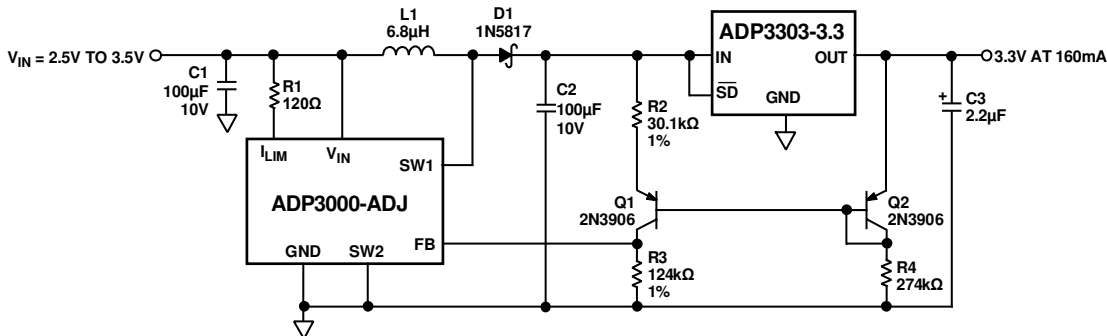 V_IN = 2.5V TO 3.5V
C1
100µF
10V
R1
120Ω
L1
6.8µH
D1
1N5817
C2
100µF
10V
R2
30.1kΩ
1%
ADP3303-3.3
IN
OUT
SD
GND
3.3V AT 160mA
+
C3
2.2µF
I_LIM
V_IN
SW1
ADP3000-ADJ
FB
GND
SW2
Q1
2N3906
Q2
2N3906
R3
124kΩ
1%
R4
274kΩ